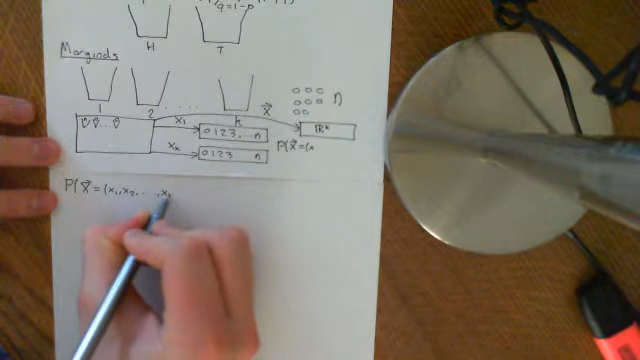 q=1-p
H T
Marginals
1 2 ..... k
n
X₁ X⃗
0 1 2 3 ... n
ℝᵏ
Xₖ
0 1 2 3 n
P(X⃗=(x
P(X⃗=(x₁,x₂,...,xₖ